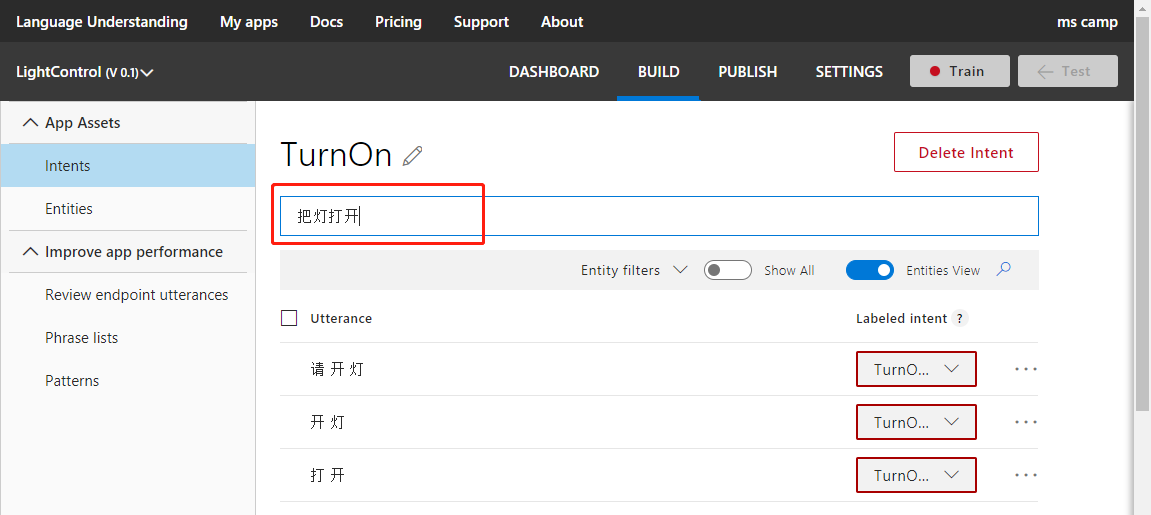 Language Understanding My apps Docs Pricing Support About ms camp
LightControl (V 0.1) DASHBOARD BUILD PUBLISH SETTINGS Train Test
App Assets
Intents
Entities
Improve app performance
Review endpoint utterances
Phrase lists
Patterns
TurnOn Delete Intent
把灯打开
Entity filters Show All Entities View
Utterance Labeled intent ?
请 开 灯 TurnO... ...
开 灯 TurnO... ...
打 开 TurnO... ...